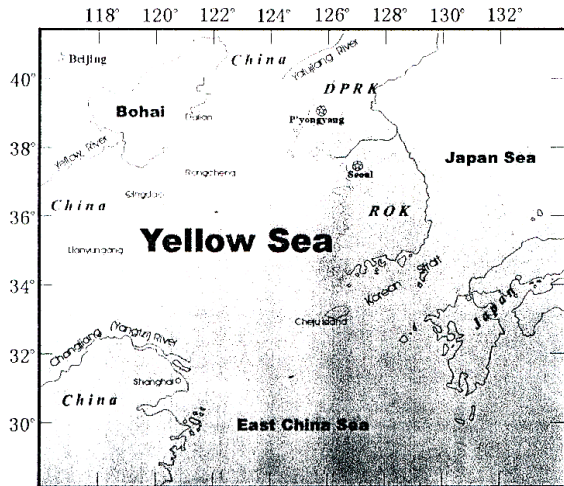 118° 120° 122° 124° 126° 128° 130° 132°
Beijing
China
Yalujiang River
40°
DPRK
Bohai
P'yongyang
Dalian
38°
Yellow River
Japan Sea
Rongcheng
Seoul
Qingdao
China
ROK
36°
Yellow Sea
Lianyungang
Korean Strait
34°
Japan
Cheju Island
Changjiang (Yangtzi) River
32°
Shanghai
China
30°
East China Sea